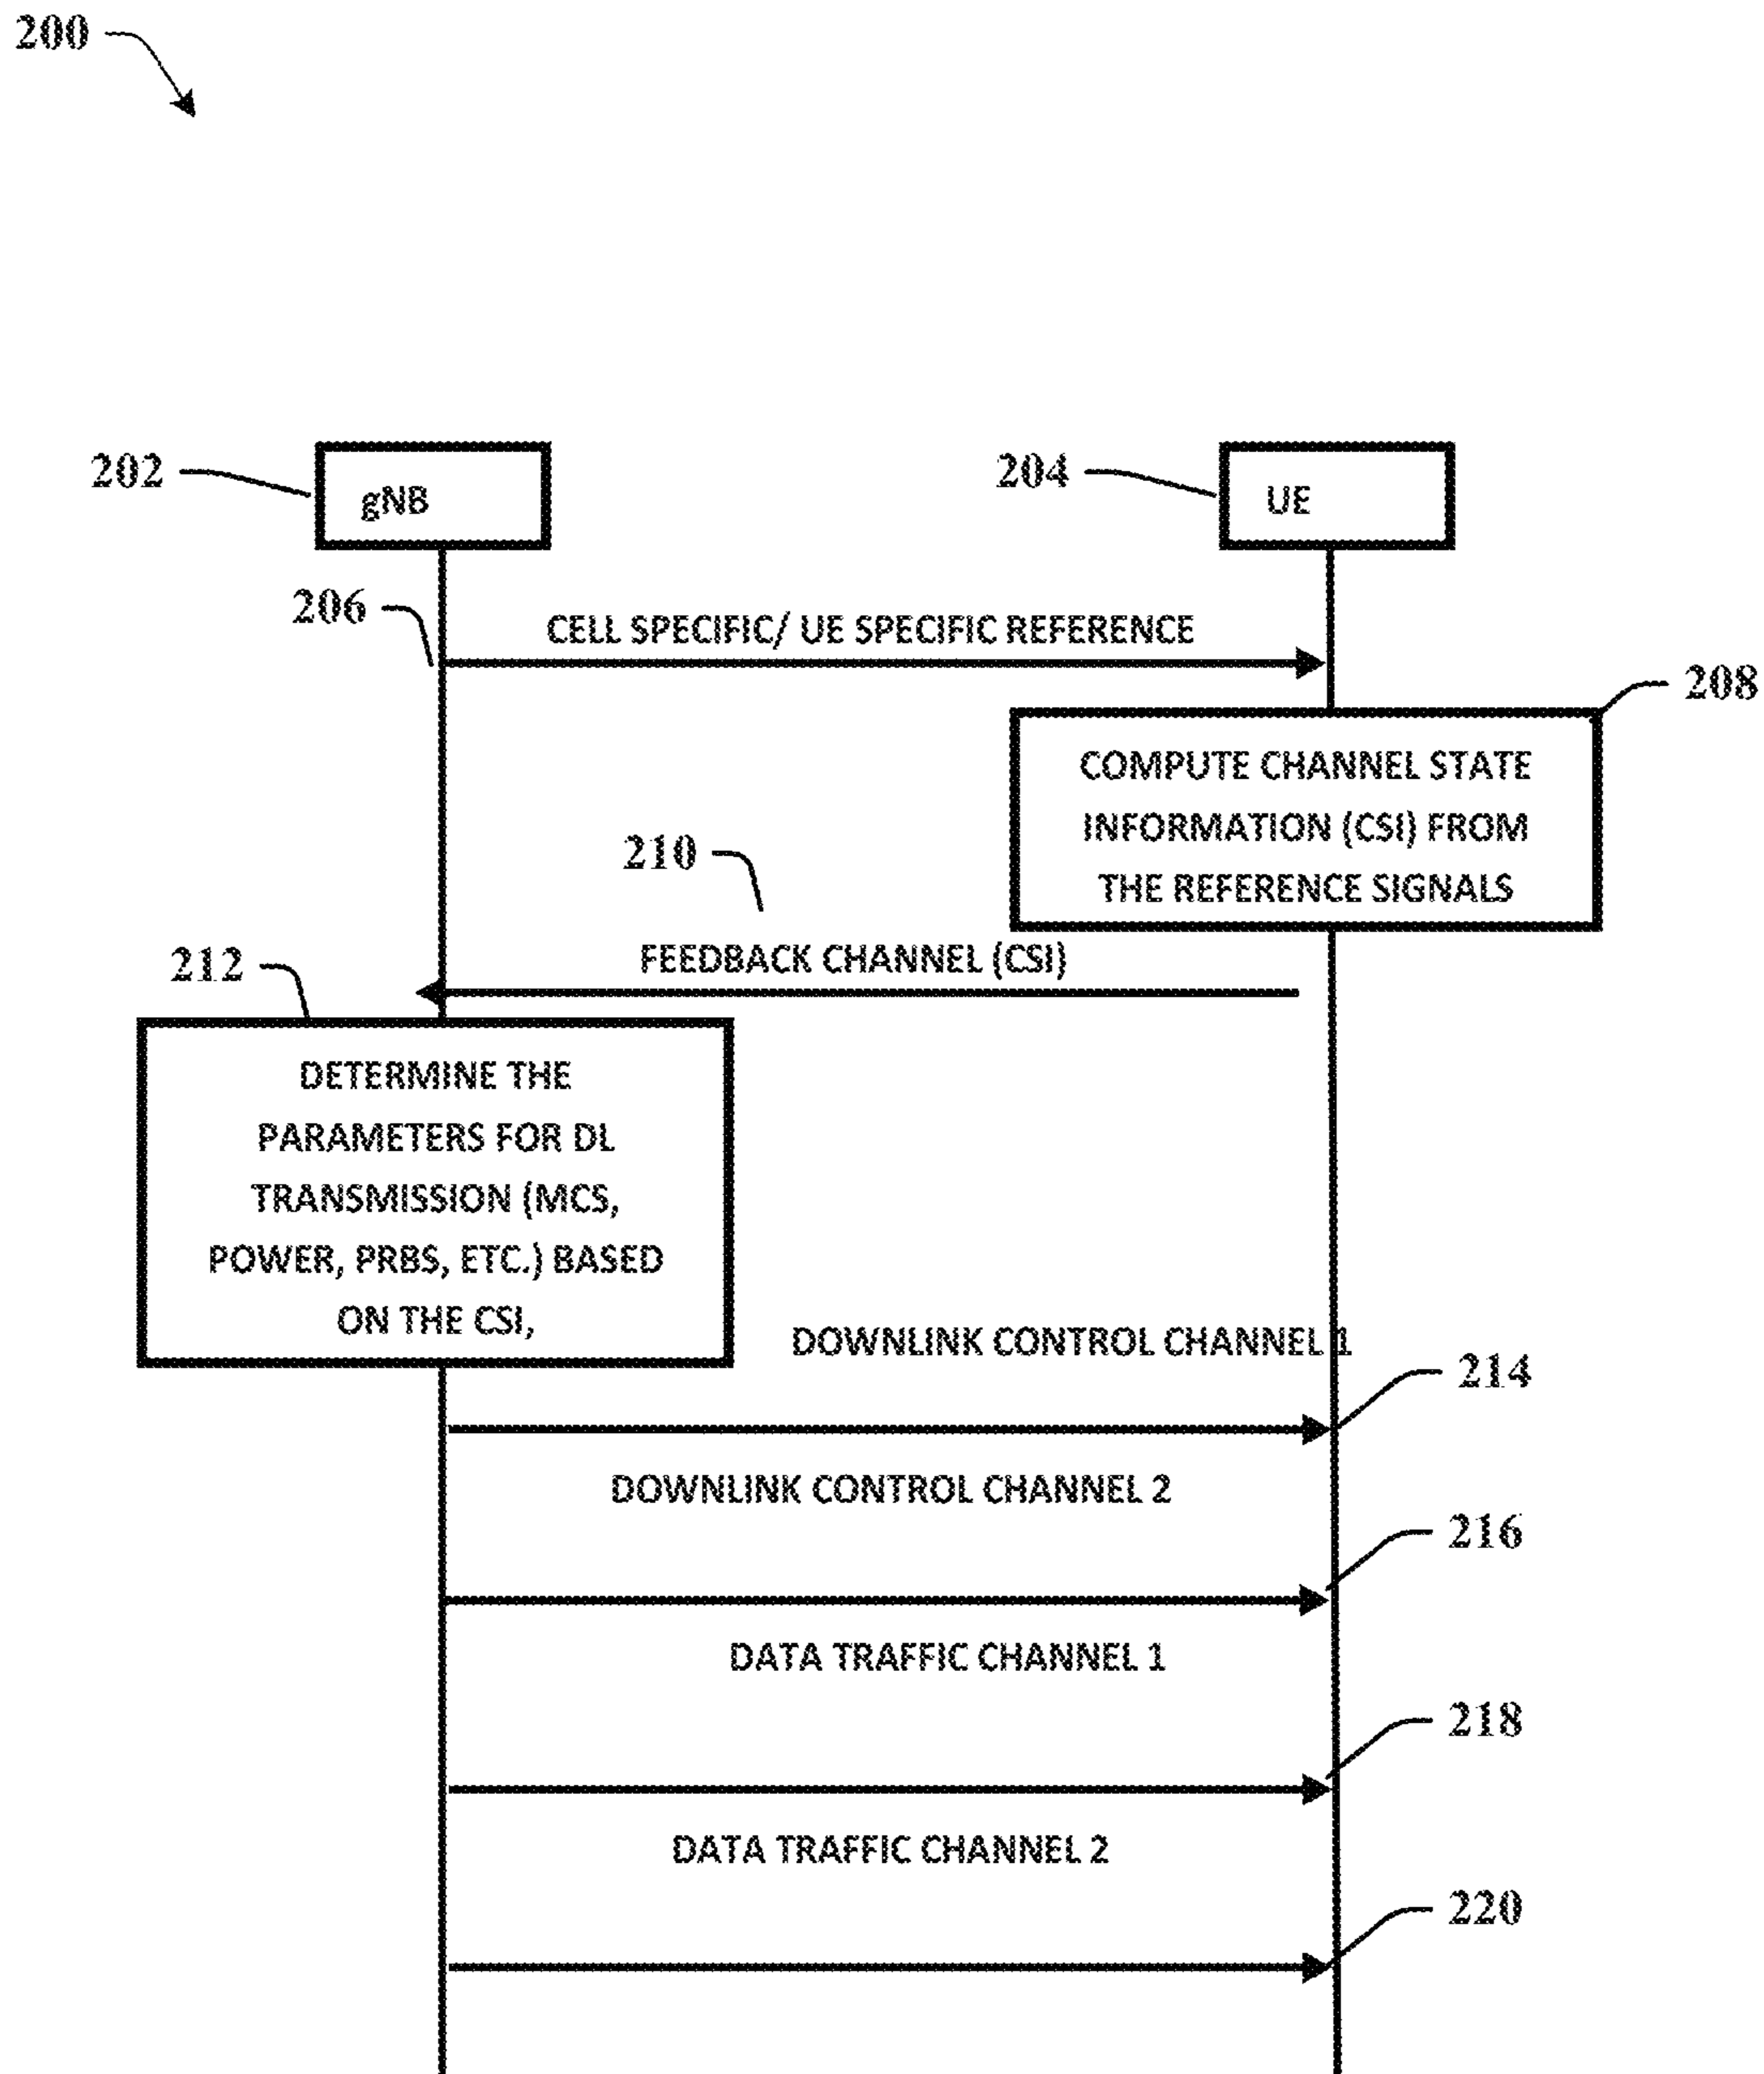 200
202
gNB
204
UE
206
CELL SPECIFIC/ UE SPECIFIC REFERENCE
208
COMPUTE CHANNEL STATE
INFORMATION (CSI) FROM
THE REFERENCE SIGNALS
210
FEEDBACK CHANNEL (CSI)
212
DETERMINE THE
PARAMETERS FOR DL
TRANSMISSION (MCS,
POWER, PRBS, ETC.) BASED
ON THE CSI,
DOWNLINK CONTROL CHANNEL 1
214
DOWNLINK CONTROL CHANNEL 2
216
DATA TRAFFIC CHANNEL 1
218
DATA TRAFFIC CHANNEL 2
220